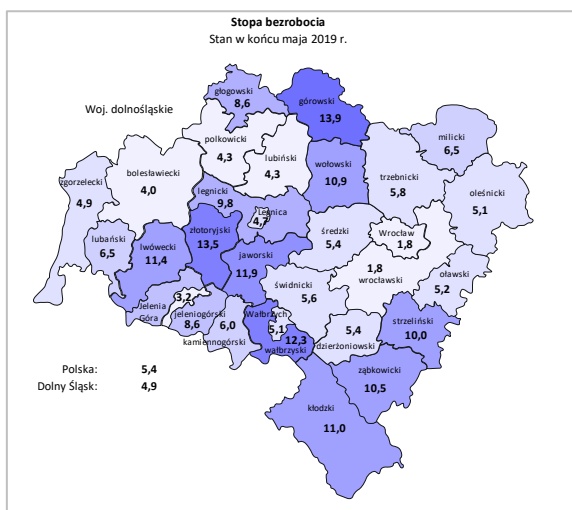 Stopa bezrobocia
Stan w końcu maja 2019 r.
Woj. dolnośląskie
głogowski
8,6
górowski
13,9
polkowicki
4,3
lubiński
4,3
wołowski
10,9
milicki
6,5
trzebnicki
5,8
oleśnicki
5,1
bolesławiecki
4,0
zgorzelecki
4,9
legnicki
9,8
Legnica
4,7
lubański
6,5
lwówecki
11,4
złotoryjski
13,5
jaworski
11,9
średzki
5,4
Wrocław
1,8
1,8
wrocławski
oławski
5,2
świdnicki
5,6
Jelenia
Góra
3,2
jeleniogórski
8,6
6,0
kamiennogórski
Wałbrzych
5,1
12,3
wałbrzyski
5,4
dzierżoniowski
strzeliński
10,0
ząbkowicki
10,5
kłodzki
11,0
Polska: 5,4
Dolny Śląsk: 4,9